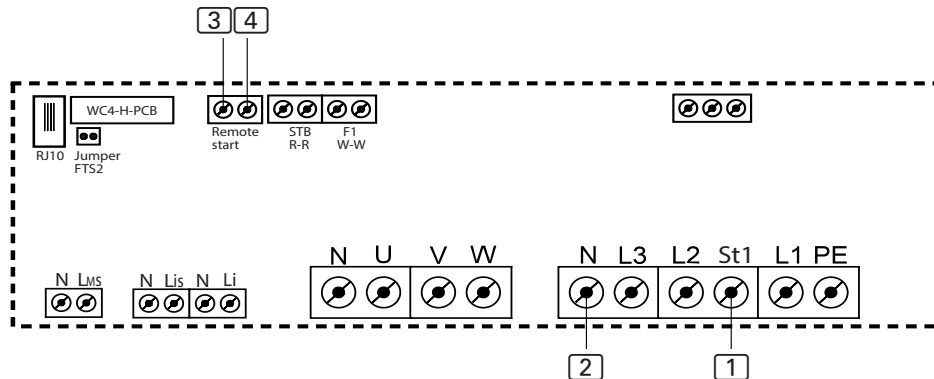 3 4
WC4-H-PCB
RJ10
Jumper
FTS2
Remote
start
STB
R-R
F1
W-W
N LMS
N Lis N Li
N U V W
N L3 L2 St1 L1 PE
2 1